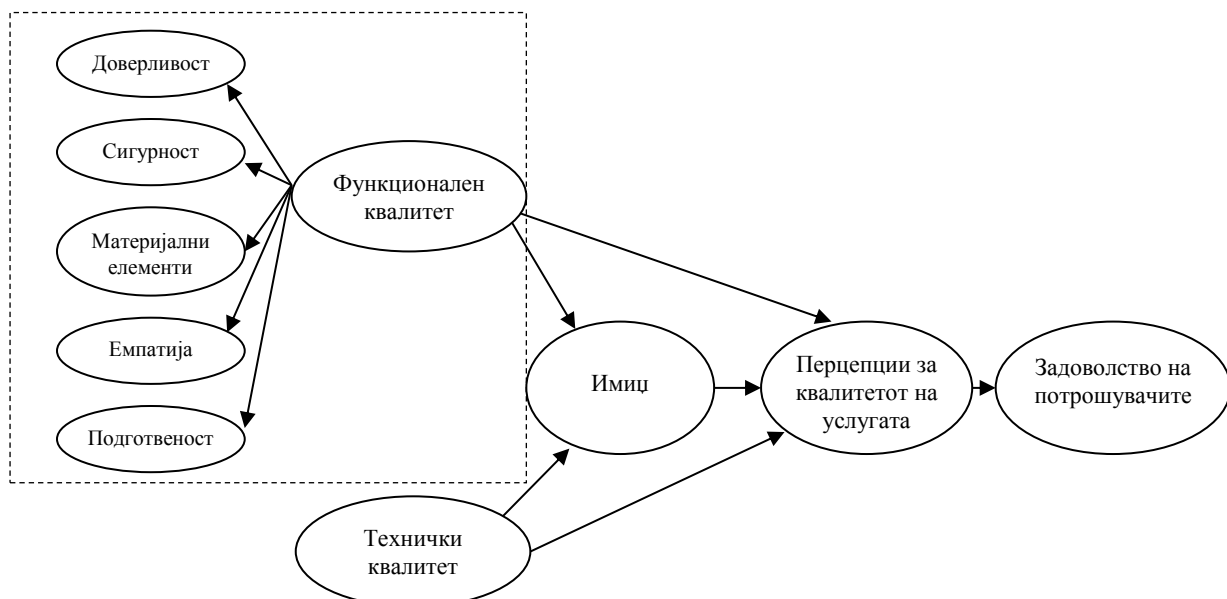 Доверливост
Сигурност
Материјални
елементи
Емпатија
Подготвеност
Функционален
квалитет
Имиџ
Технички
квалитет
Перцепции за
квалитетот на
услугата
Задоволство на
потрошувачите